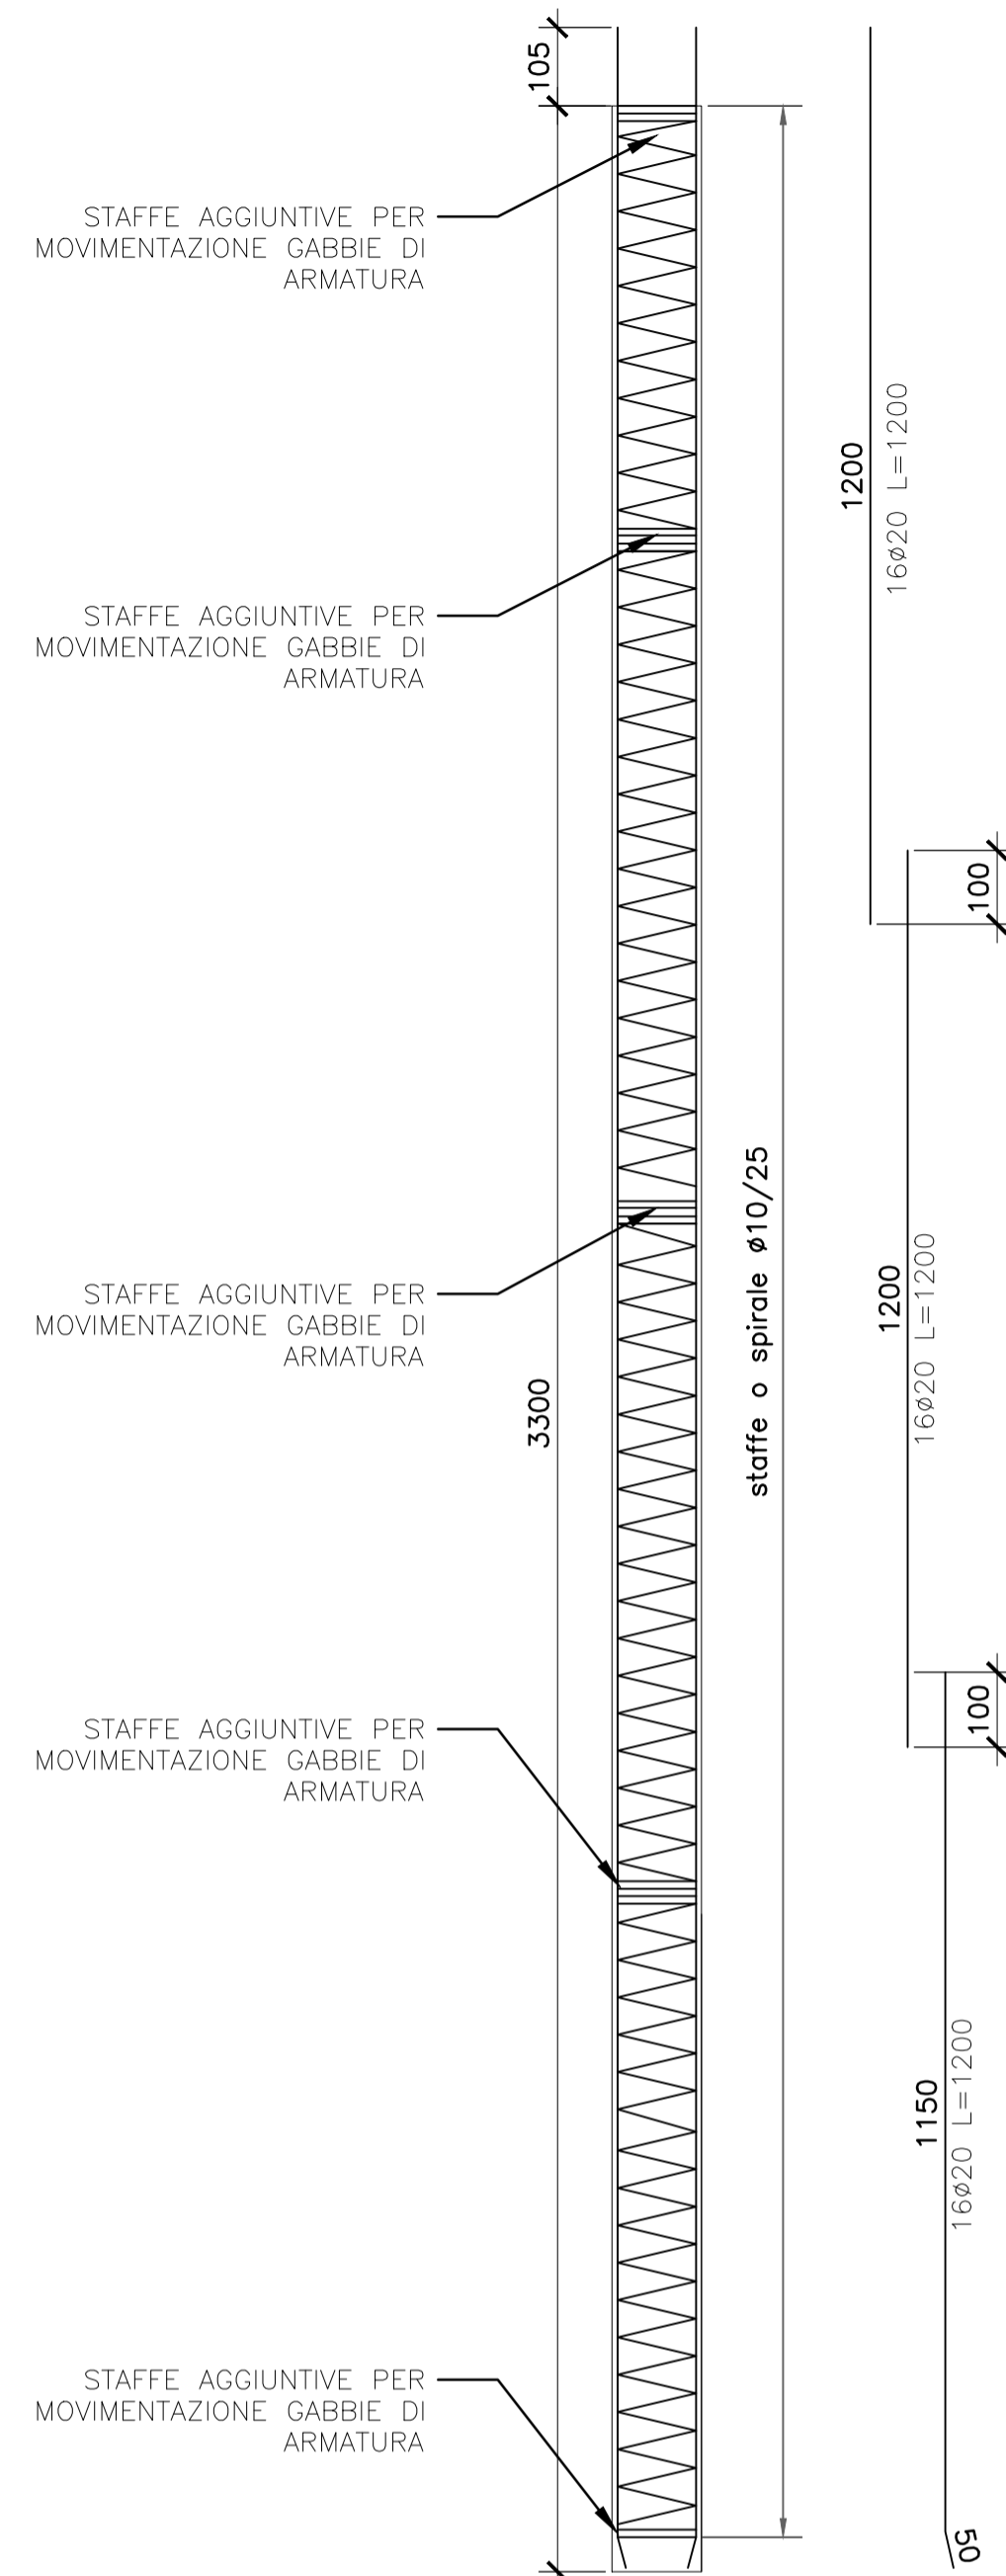 105
STAFFE AGGIUNTIVE PER
MOVIMENTAZIONE GABBIE DI
ARMATURA
1200
16ø20 L=1200
STAFFE AGGIUNTIVE PER
MOVIMENTAZIONE GABBIE DI
ARMATURA
100
staffe o spirale ø10/25
1200
16ø20 L=1200
STAFFE AGGIUNTIVE PER
MOVIMENTAZIONE GABBIE DI
ARMATURA
3300
100
STAFFE AGGIUNTIVE PER
MOVIMENTAZIONE GABBIE DI
ARMATURA
1150
16ø20 L=1200
STAFFE AGGIUNTIVE PER
MOVIMENTAZIONE GABBIE DI
ARMATURA
50